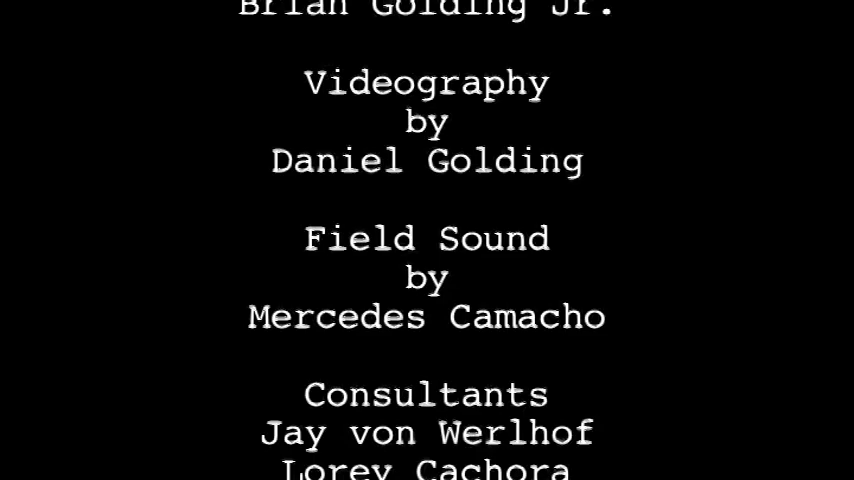 Brian Golding Jr.
Videography
by
Daniel Golding
Field Sound
by
Mercedes Camacho
Consultants
Jay von Werlhof
Lorey Cachora